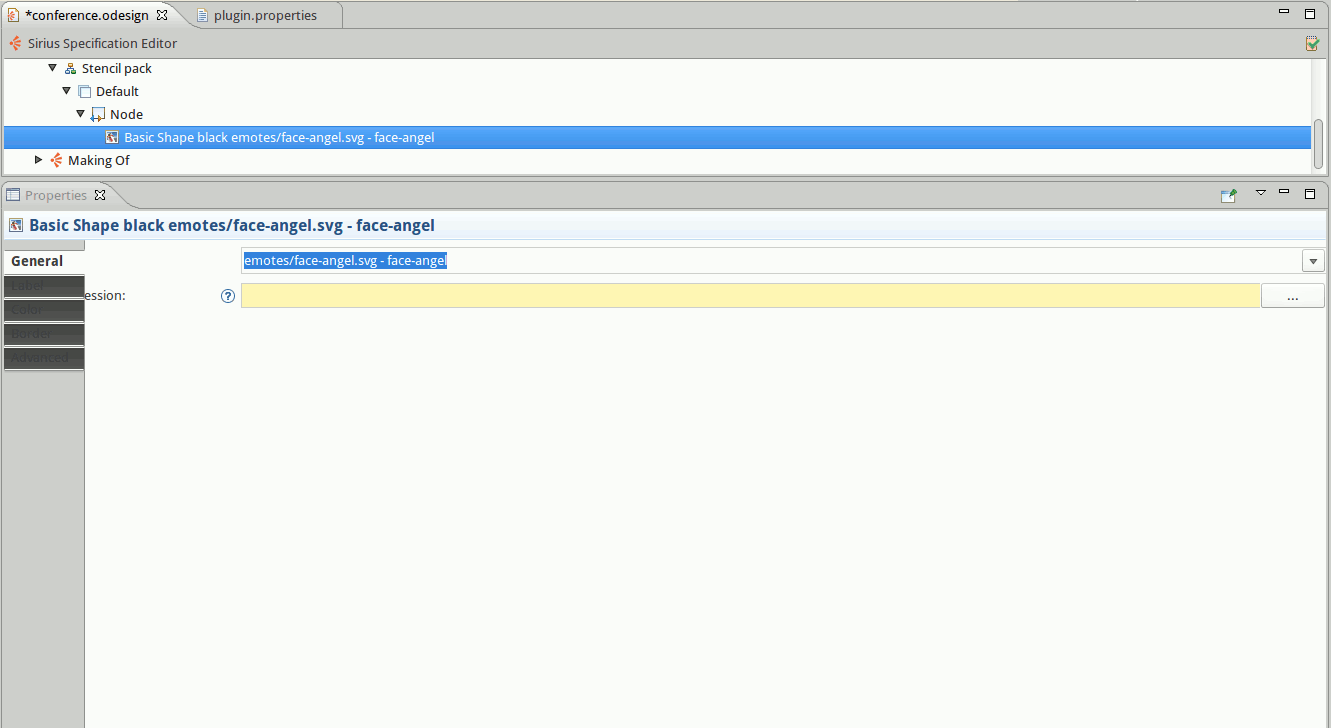 *conference.odesign
plugin.properties
Sirius Specification Editor
Stencil pack
Default
Node
Basic Shape black emotes/face-angel.svg - face-angel
Making Of
Properties
Basic Shape black emotes/face-angel.svg - face-angel
General
emotes/face-angel.svg - face-angel
Label
ession:
?
...
Color
Border
Advanced